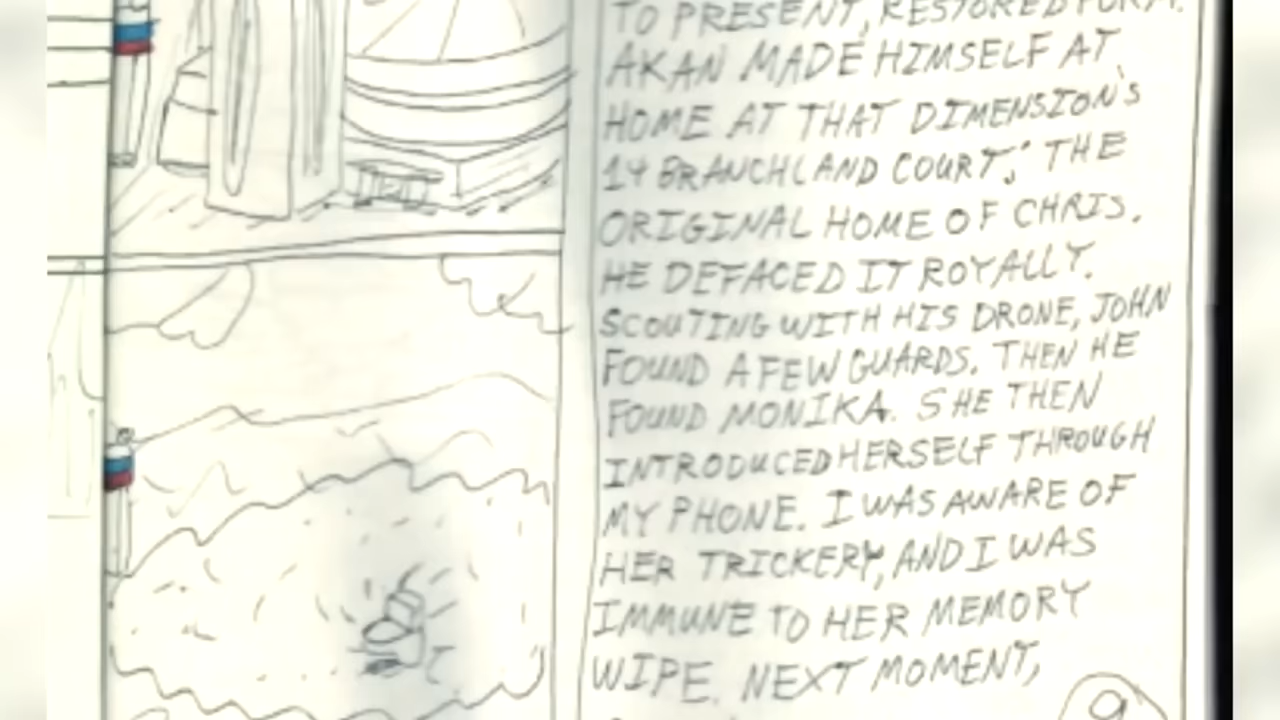 TO PRESENT, RESTORED FORM.
AKAN MADE HIMSELF AT
HOME AT THAT DIMENSION'S
14 BRANCHLAND COURT; THE
ORIGINAL HOME OF CHRIS.
HE DEFACED IT ROYALLY.
SCOUTING WITH HIS DRONE, JOHN
FOUND A FEW GUARDS. THEN HE
FOUND MONIKA. SHE THEN
INTRODUCED HERSELF THROUGH
MY PHONE. I WAS AWARE OF
HER TRICKERY, AND I WAS
IMMUNE TO HER MEMORY
WIPE. NEXT MOMENT,
9